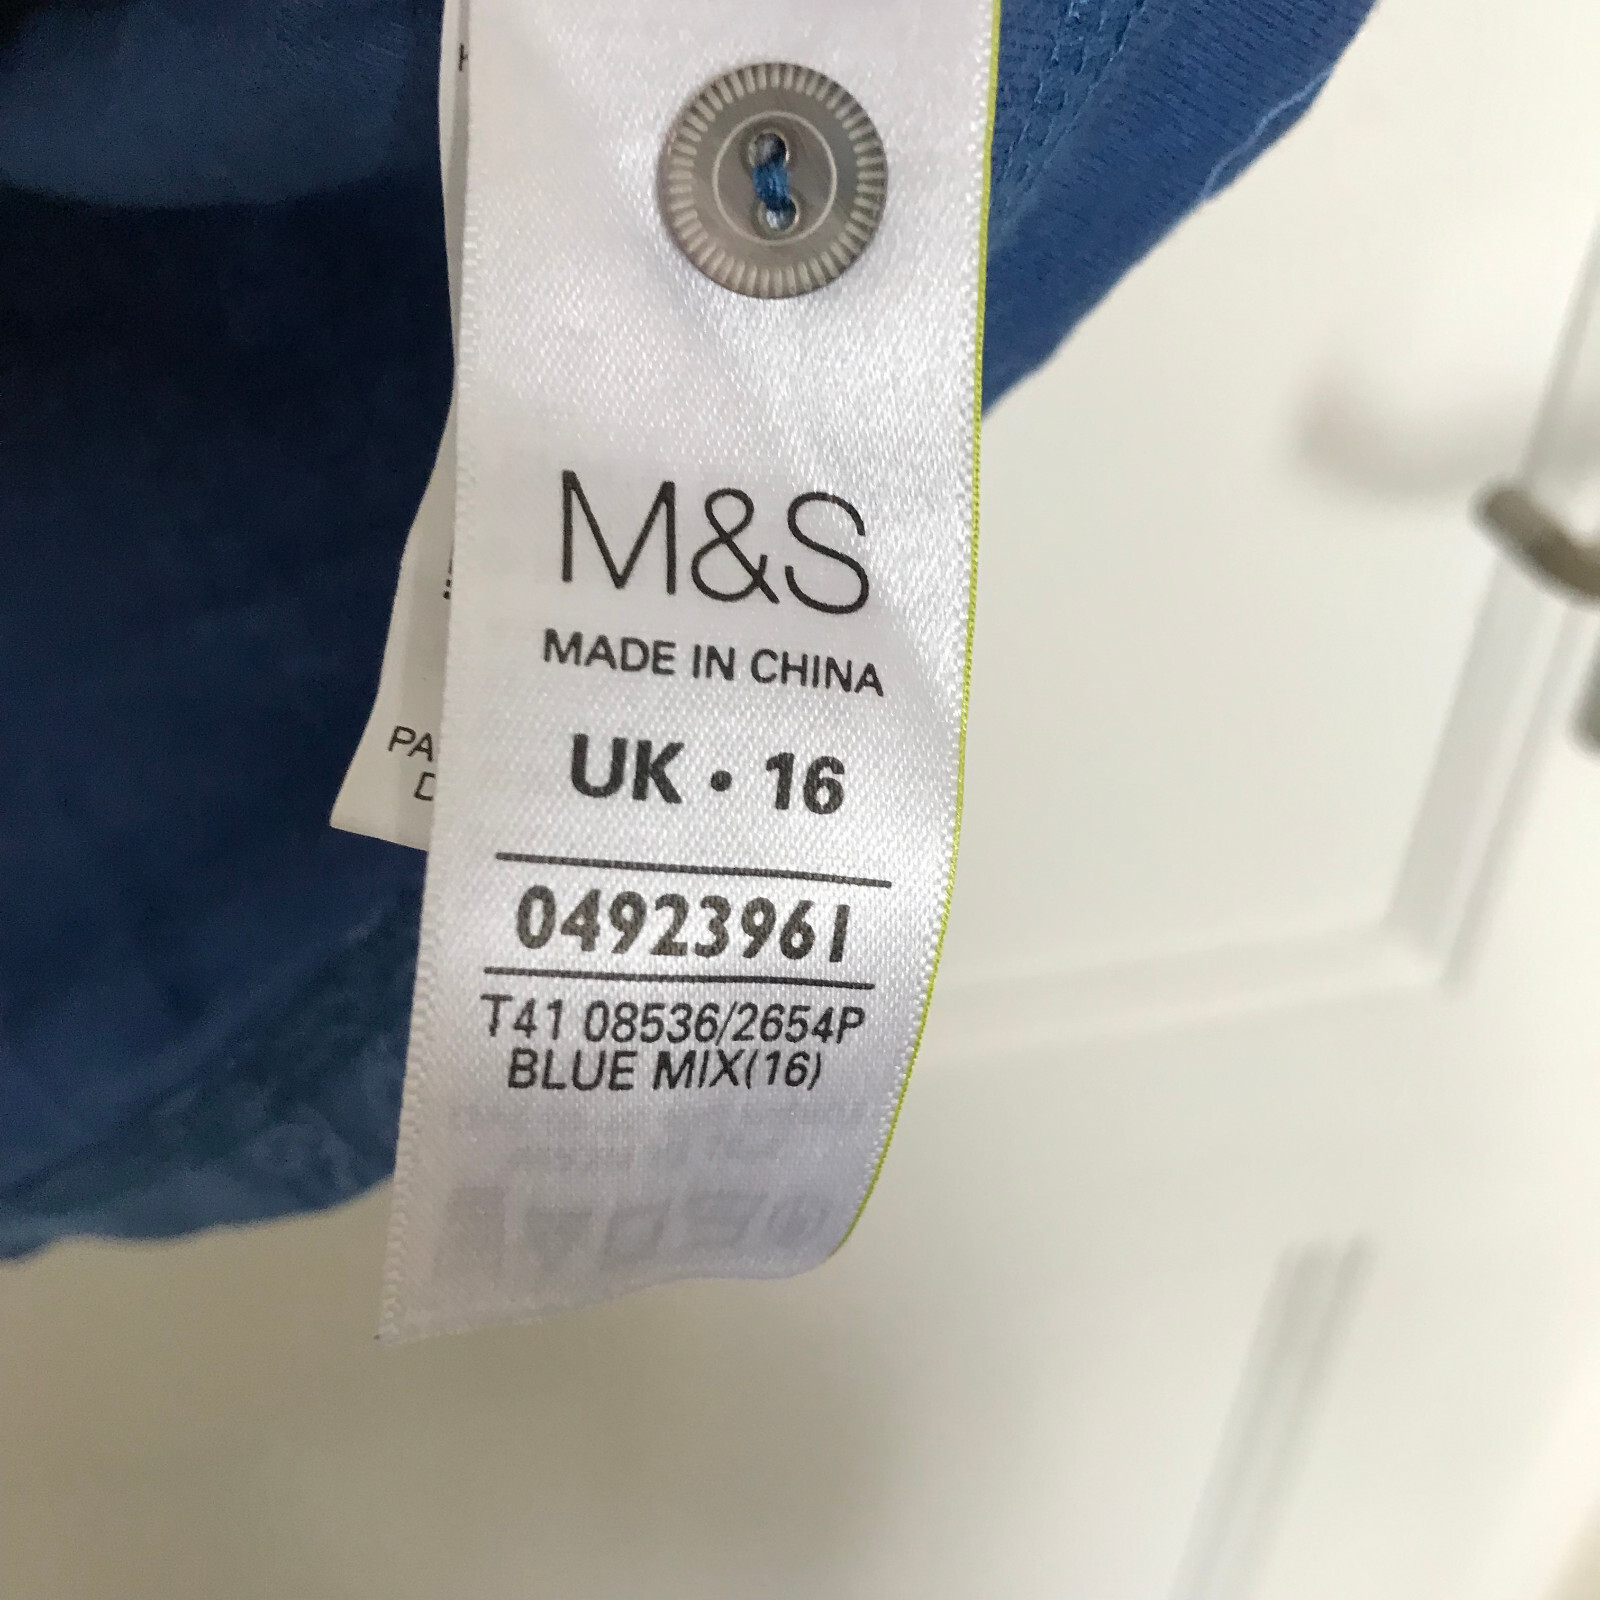 M&S
MADE IN CHINA
UK • 16
04923961
T41 08536/2654P
BLUE MIX(16)